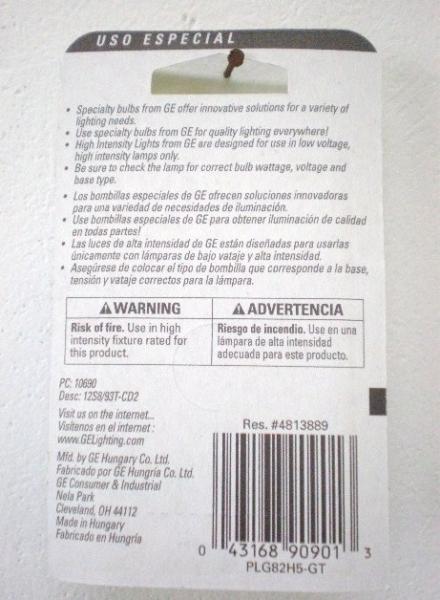 USO ESPECIAL
• Specialty bulbs from GE offer innovative solutions for a variety of
lighting needs.
• Use specialty bulbs from GE for quality lighting everywhere!
• High Intensity Lights from GE are designed for use in low voltage,
high intensity lamps only.
• Be sure to check the lamp for correct bulb wattage, voltage and
base type.
• Los bombillas especiales de GE ofrecen soluciones innovadoras
para una variedad de necesidades de iluminación.
• Use bombillas especiales de GE para obtener iluminación de calidad
en todas partes!
• Las luces de alta intensidad de GE están diseñadas para usarlas
únicamente con lámparas de bajo vataje y alta intensidad.
• Asegúrese de colocar el tipo de bombilla que corresponde a la base,
tensión y vataje correctos para la lámpara.
⚠WARNING
Risk of fire. Use in high
intensity fixture rated for
this product.
⚠ADVERTENCIA
Riesgo de incendio. Use en una
lámpara de alta intensidad
adecuada para este producto.
PC: 10690
Desc: 12S8/93T-CD2
Visit us on the internet...
Visítenos en el internet:
www.GELighting.com
Mfd. by GE Hungary Co. Ltd.
Fabricado por GE Hungría Co. Ltd.
GE Consumer & Industrial
Nela Park
Cleveland, OH 44112
Made in Hungary
Fabricado en Hungría
Res. #4813889
0 43168 90901 3
PLG82H5-GT